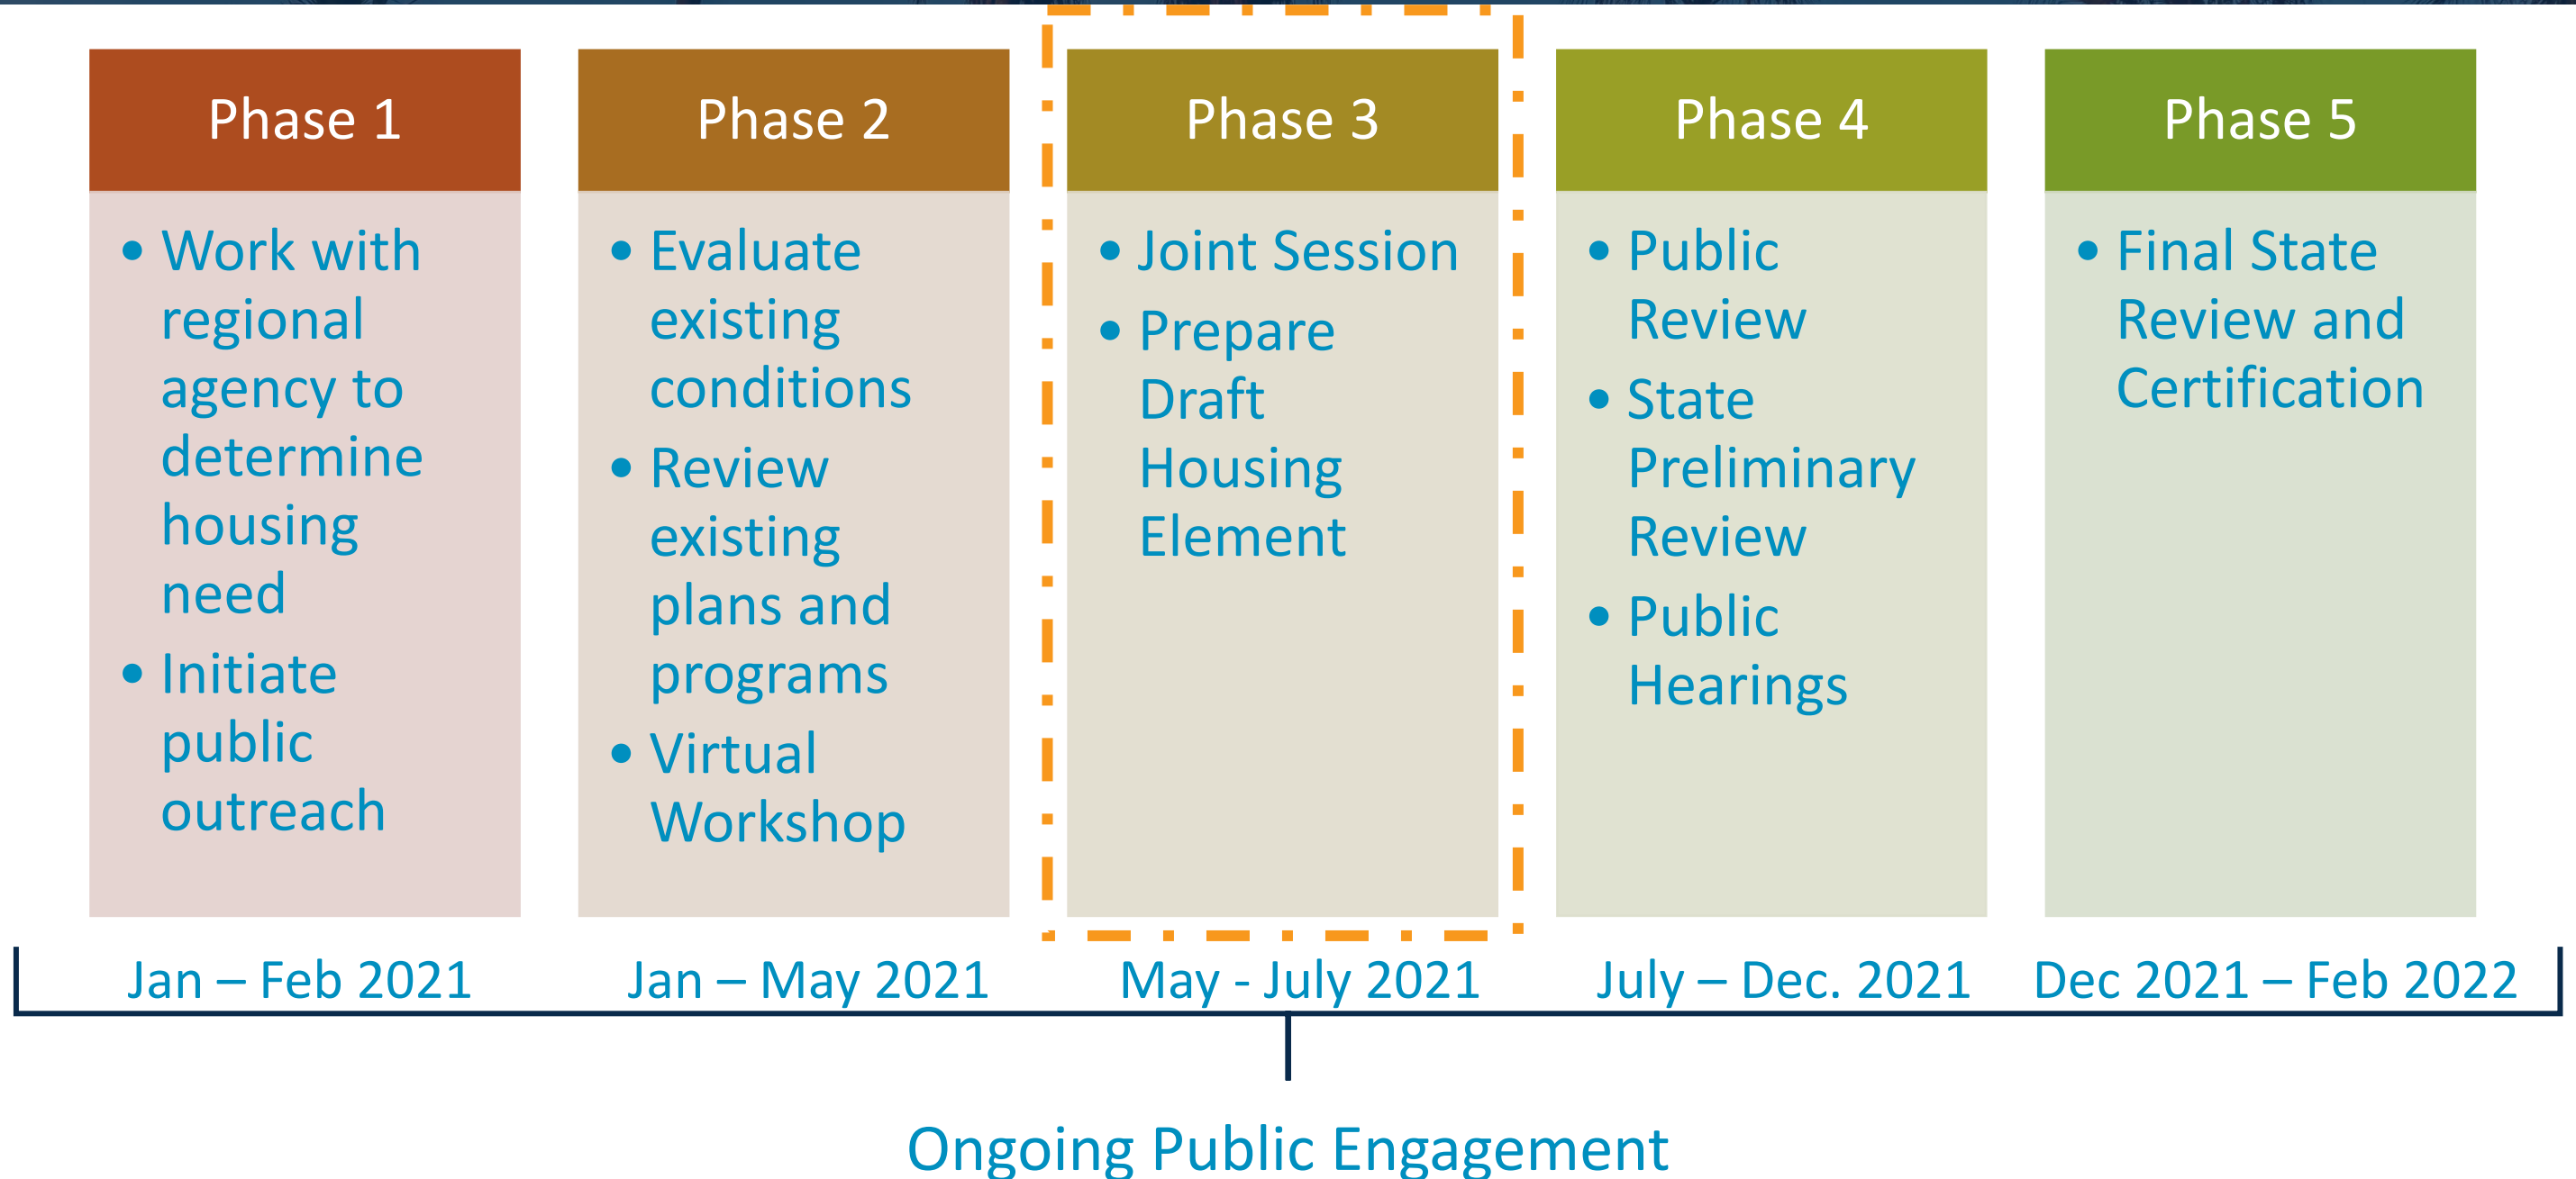 Phase 1
• Work with
regional
agency to
determine
housing
need
• Initiate
public
outreach
Jan – Feb 2021
Phase 2
• Evaluate
existing
conditions
• Review
existing
plans and
programs
• Virtual
Workshop
Jan – May 2021
Phase 3
• Joint Session
• Prepare
Draft
Housing
Element
May - July 2021
Phase 4
• Public
Review
• State
Preliminary
Review
• Public
Hearings
July – Dec. 2021
Phase 5
• Final State
Review and
Certification
Dec 2021 – Feb 2022
Ongoing Public Engagement